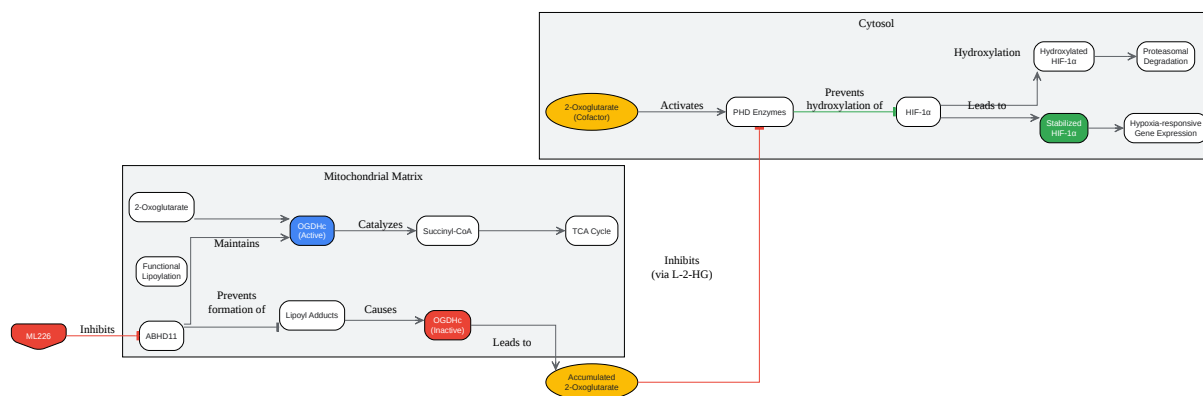 Cytosol
Hydroxylation
Hydroxylated
HIF-1α
Proteasomal
Degradation
2-Oxoglutarate
(Cofactor)
Activates
PHD Enzymes
Prevents
hydroxylation of
HIF-1α
Leads to
Stabilized
HIF-1α
Hypoxia-responsive
Gene Expression
Mitochondrial Matrix
2-Oxoglutarate
OGDHc
(Active)
Catalyzes
Succinyl-CoA
TCA Cycle
Maintains
Functional
Lipoylation
Inhibits
(via L-2-HG)
Prevents
formation of
Lipoyl Adducts
Causes
OGDHc
(Inactive)
ML226
Inhibits
ABHD11
Leads to
Accumulated
2-Oxoglutarate